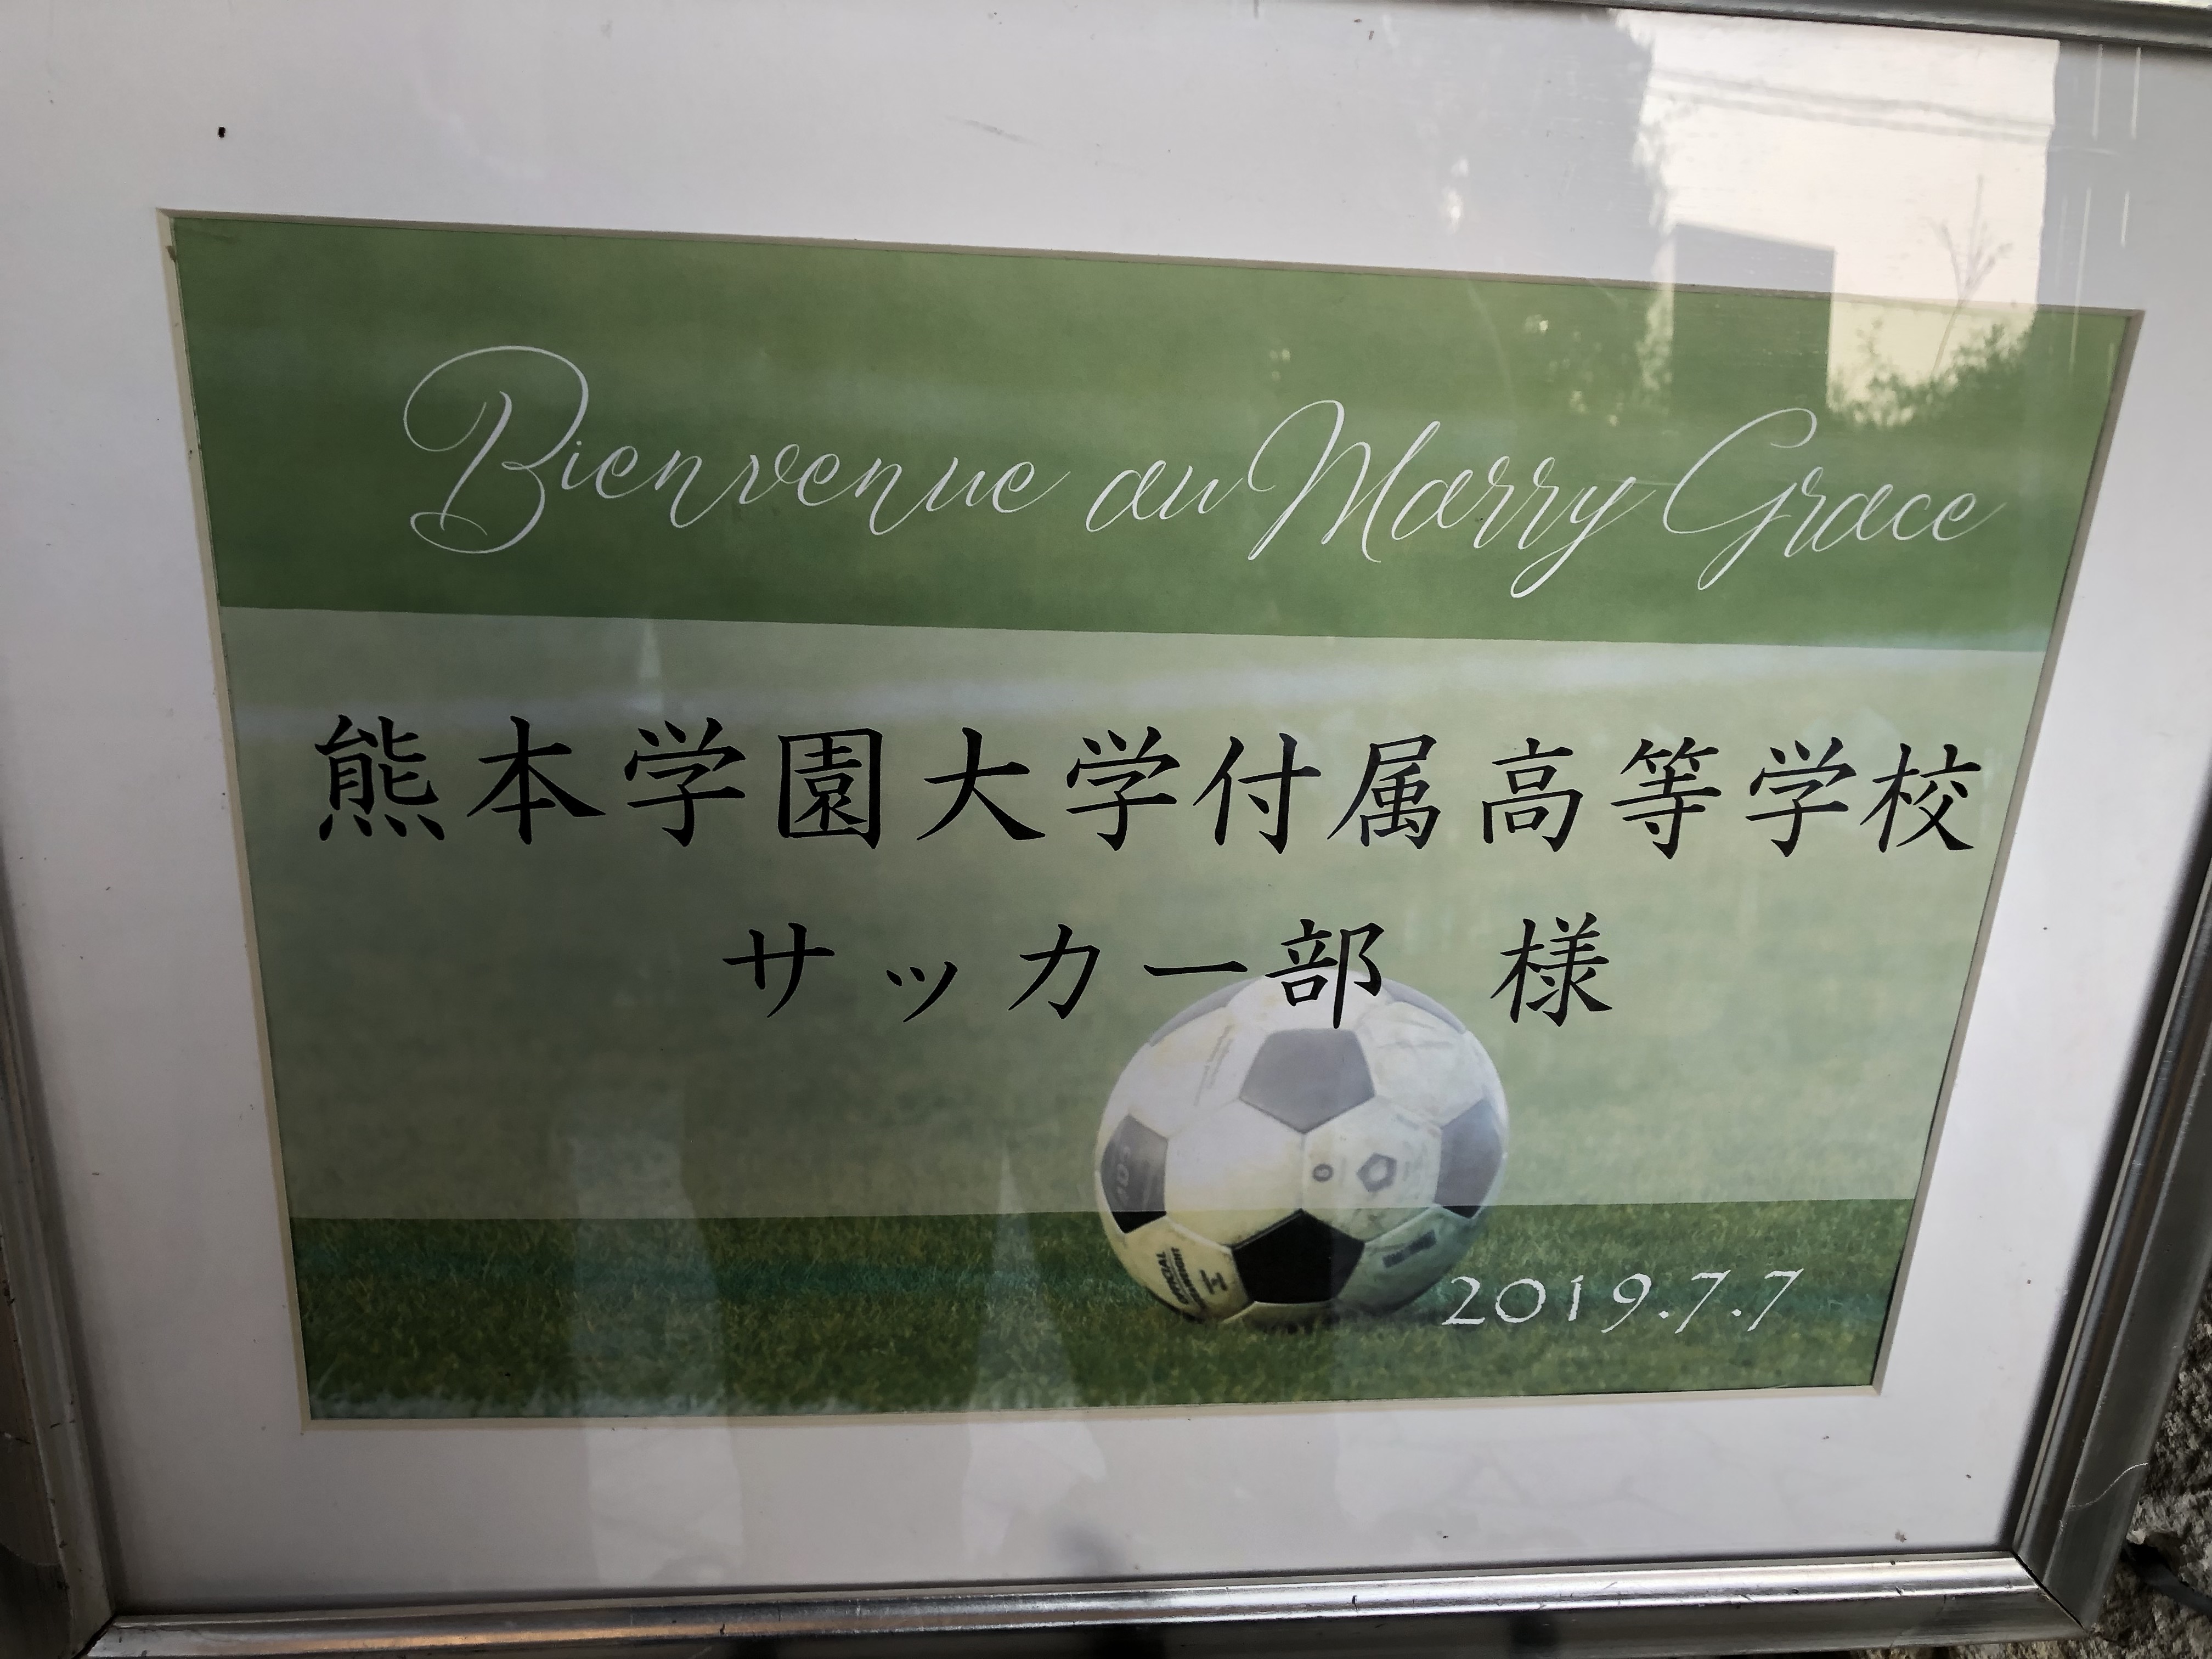 Bienvenue au Marry Grace
熊本学園大学付属高等学校
サッカー部　様
2019.7.7